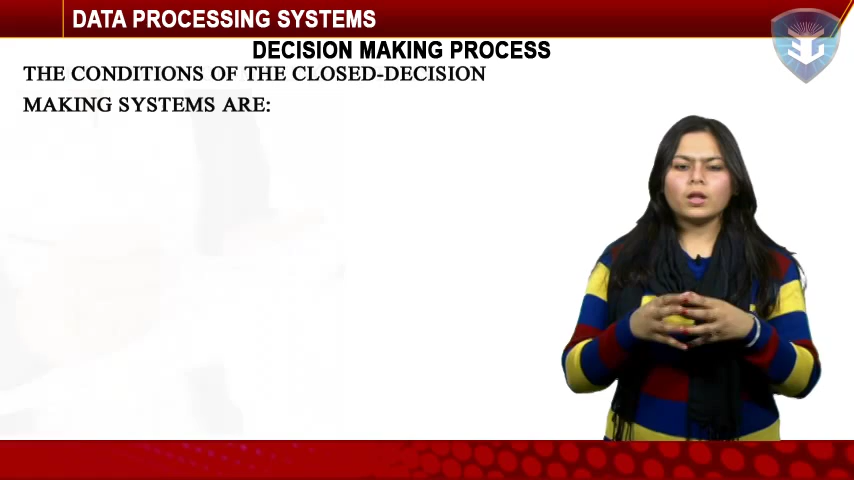 DATA PROCESSING SYSTEMS
DECISION MAKING PROCESS
THE CONDITIONS OF THE CLOSED-DECISION
MAKING SYSTEMS ARE: